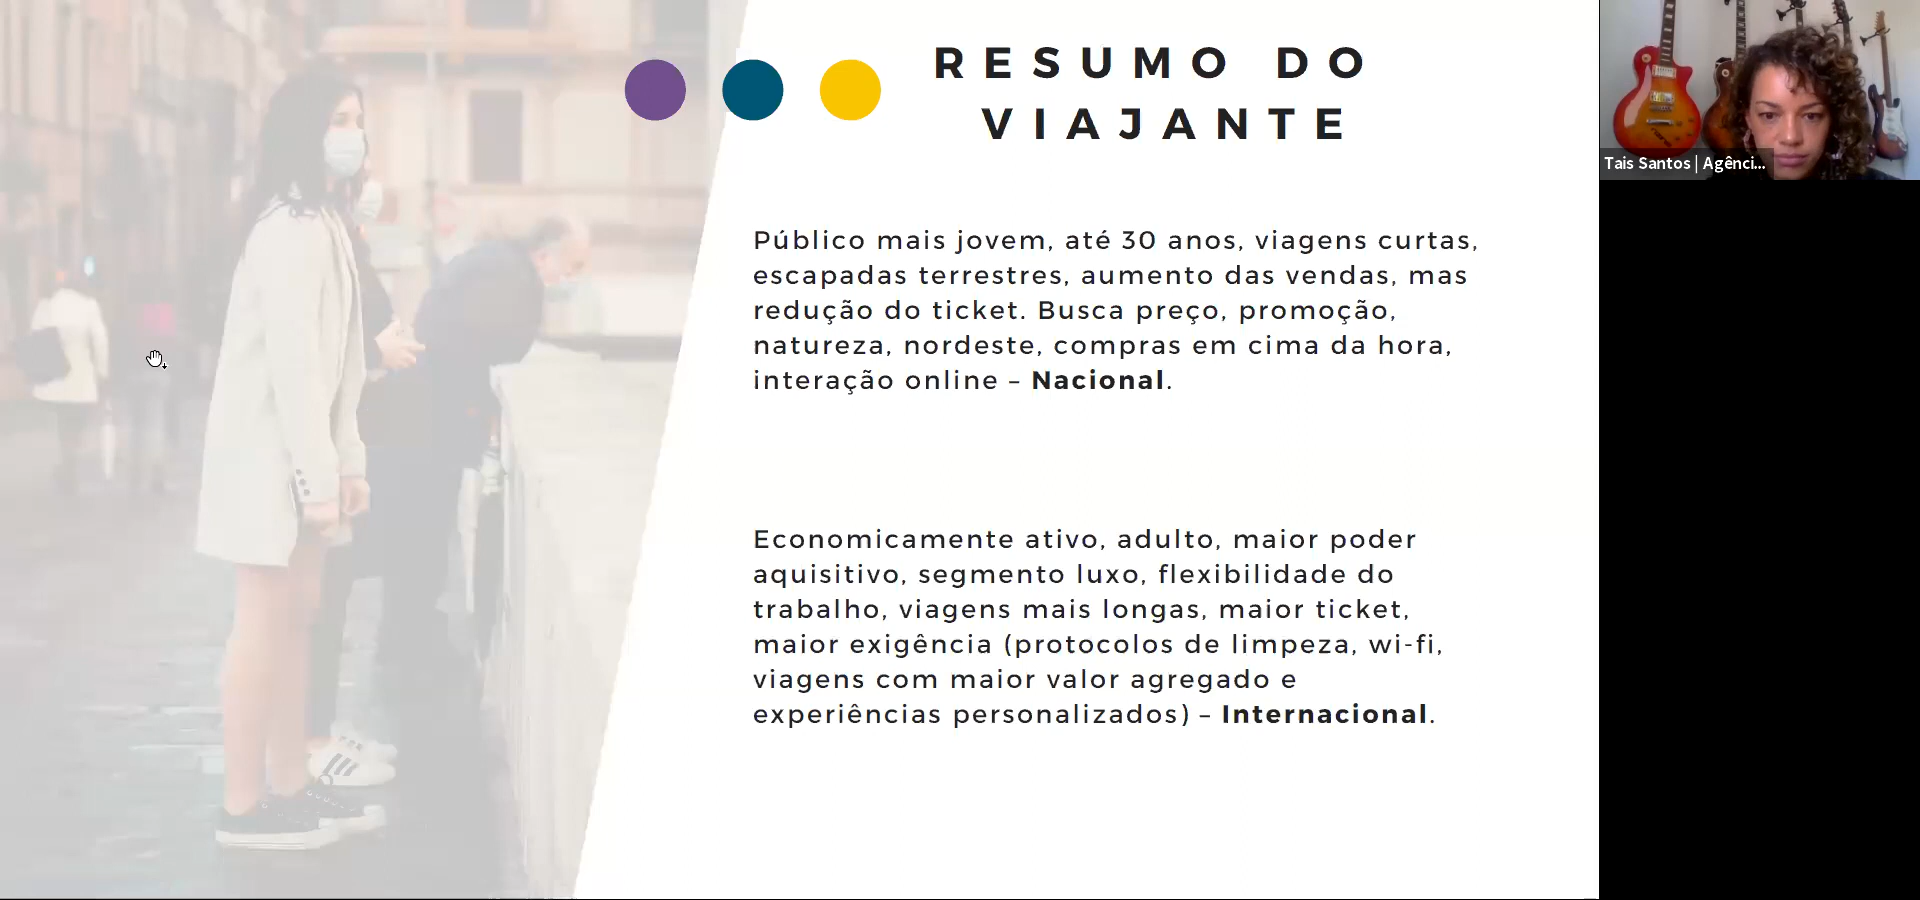 RESUMO DO
VIAJANTE
Público mais jovem, até 30 anos, viagens curtas,
escapadas terrestres, aumento das vendas, mas
redução do ticket. Busca preço, promoção,
natureza, nordeste, compras em cima da hora,
interação online – Nacional.
Economicamente ativo, adulto, maior poder
aquisitivo, segmento luxo, flexibilidade do
trabalho, viagens mais longas, maior ticket,
maior exigência (protocolos de limpeza, wi-fi,
viagens com maior valor agregado e
experiências personalizados) – Internacional.
Tais Santos | Agênci...